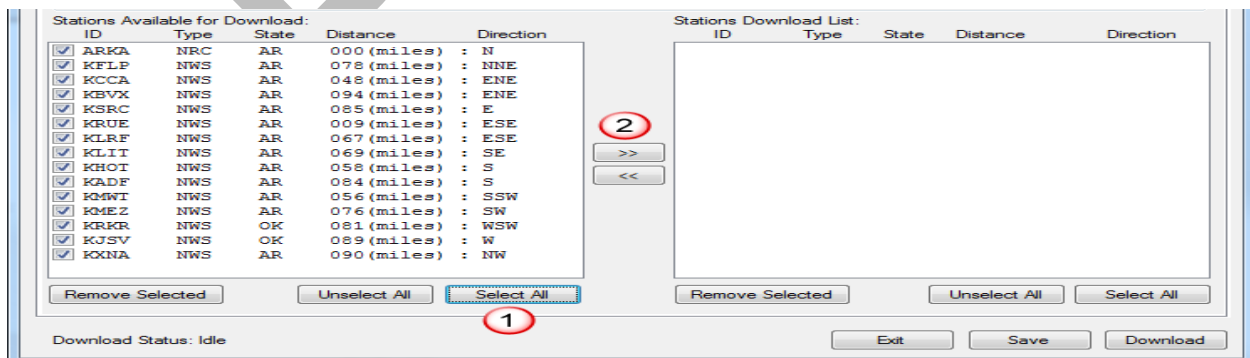 Stations Available for Download:
ID Type State Distance Direction
ARKA NRC AR 000(miles) : N
KFLP NWS AR 078(miles) : NNE
KCCA NWS AR 048(miles) : ENE
KBVX NWS AR 094(miles) : ENE
KSRC NWS AR 085(miles) : E
KRUE NWS AR 009(miles) : ESE
KLRF NWS AR 067(miles) : ESE
KLIT NWS AR 069(miles) : SE
KHOT NWS AR 058(miles) : S
KADF NWS AR 084(miles) : S
KMWT NWS AR 056(miles) : SSW
KMEZ NWS AR 076(miles) : SW
KRKR NWS OK 081(miles) : WSW
KJSV NWS OK 089(miles) : W
KXNA NWS AR 090(miles) : NW
Remove Selected Unselect All Select All
1
2
>>
<<
Stations Download List:
ID Type State Distance Direction
Remove Selected Unselect All Select All
Download Status: Idle
Exit Save Download